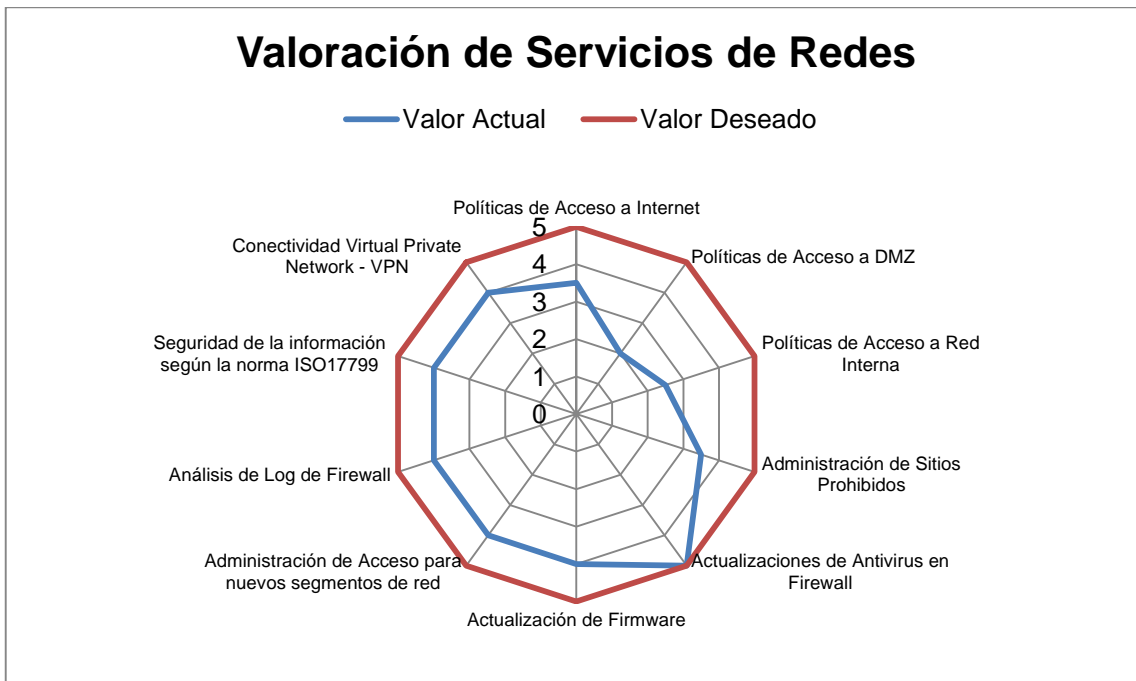 Valoración de Servicios de Redes
Valor Actual
Valor Deseado
Políticas de Acceso a Internet
Políticas de Acceso a DMZ
Políticas de Acceso a Red
Interna
Administración de Sitios
Prohibidos
Actualizaciones de Antivirus en
Firewall
Actualización de Firmware
Administración de Acceso para
nuevos segmentos de red
Análisis de Log de Firewall
Seguridad de la información
según la norma ISO17799
Conectividad Virtual Private
Network - VPN
5
4
3
2
1
0